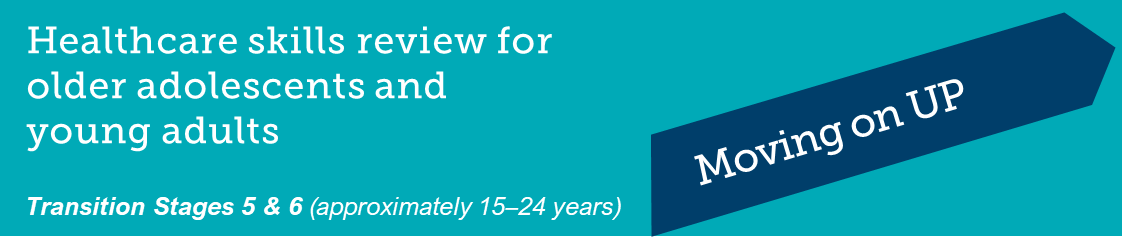 Healthcare skills review for
older adolescents and
young adults
Transition Stages 5 & 6 (approximately 15–24 years)
Moving on UP